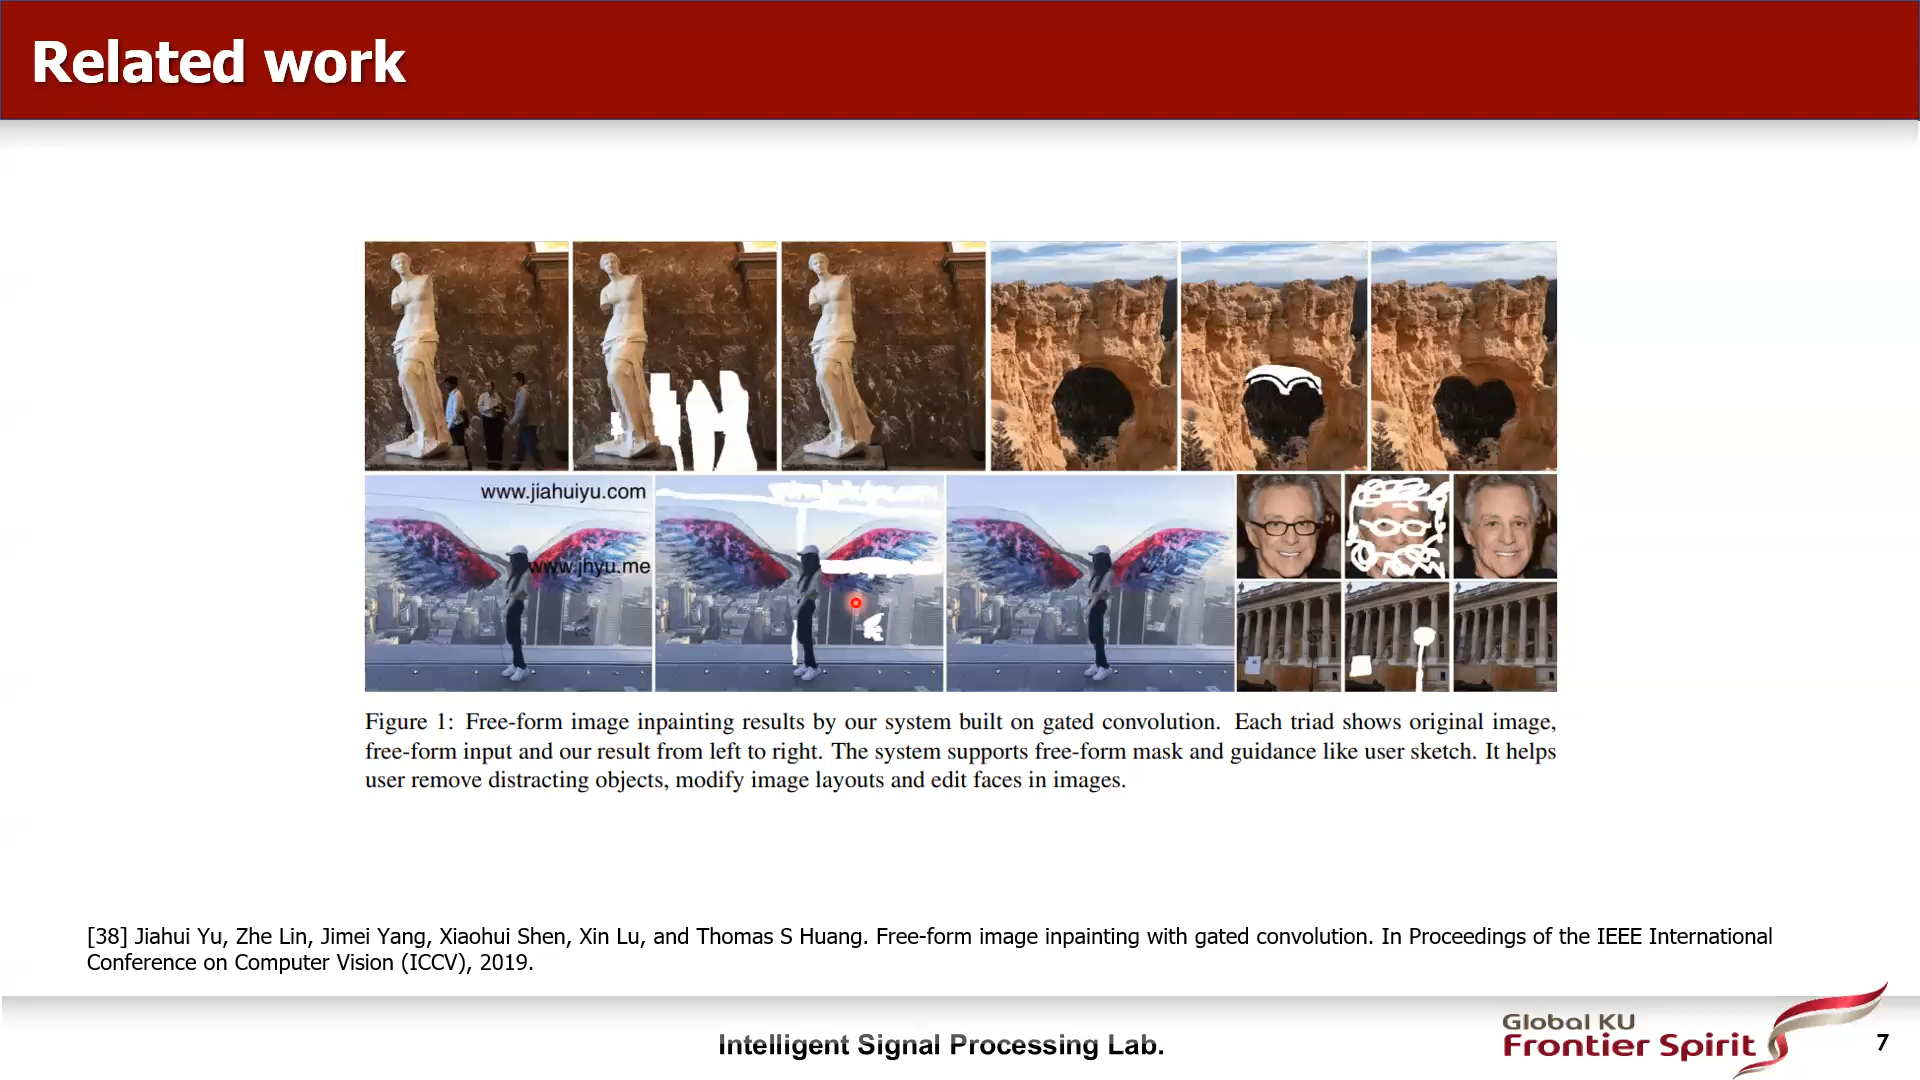 Related work
www.jiahuiyu.com
www.jhyu.me
Figure 1: Free-form image inpainting results by our system built on gated convolution. Each triad shows original image,
free-form input and our result from left to right. The system supports free-form mask and guidance like user sketch. It helps
user remove distracting objects, modify image layouts and edit faces in images.
[38] Jiahui Yu, Zhe Lin, Jimei Yang, Xiaohui Shen, Xin Lu, and Thomas S Huang. Free-form image inpainting with gated convolution. In Proceedings of the IEEE International
Conference on Computer Vision (ICCV), 2019.
Intelligent Signal Processing Lab.
Global KU
Frontier Spirit
7